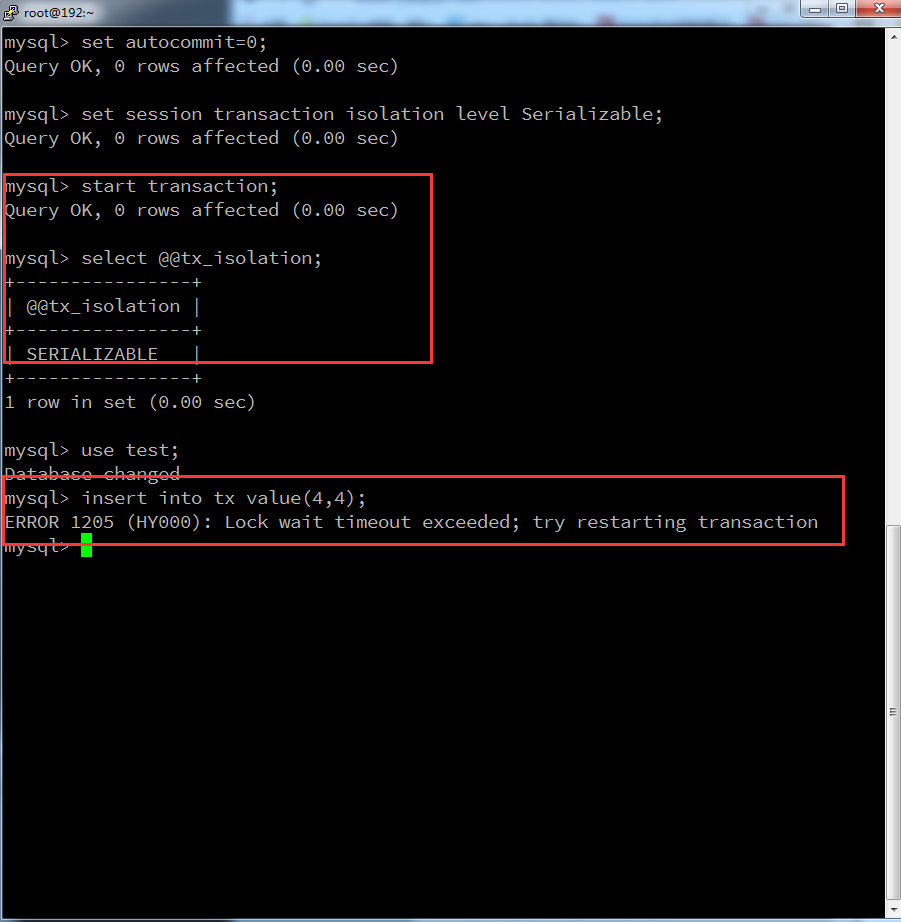 root@192:~
mysql> set autocommit=0;
Query OK, 0 rows affected (0.00 sec)
mysql> set session transaction isolation level Serializable;
Query OK, 0 rows affected (0.00 sec)
mysql> start transaction;
Query OK, 0 rows affected (0.00 sec)
mysql> select @@tx_isolation;
+----------------+
| @@tx_isolation |
+----------------+
| SERIALIZABLE   |
+----------------+
1 row in set (0.00 sec)
mysql> use test;
Database changed
mysql> insert into tx value(4,4);
ERROR 1205 (HY000): Lock wait timeout exceeded; try restarting transaction
mysql>